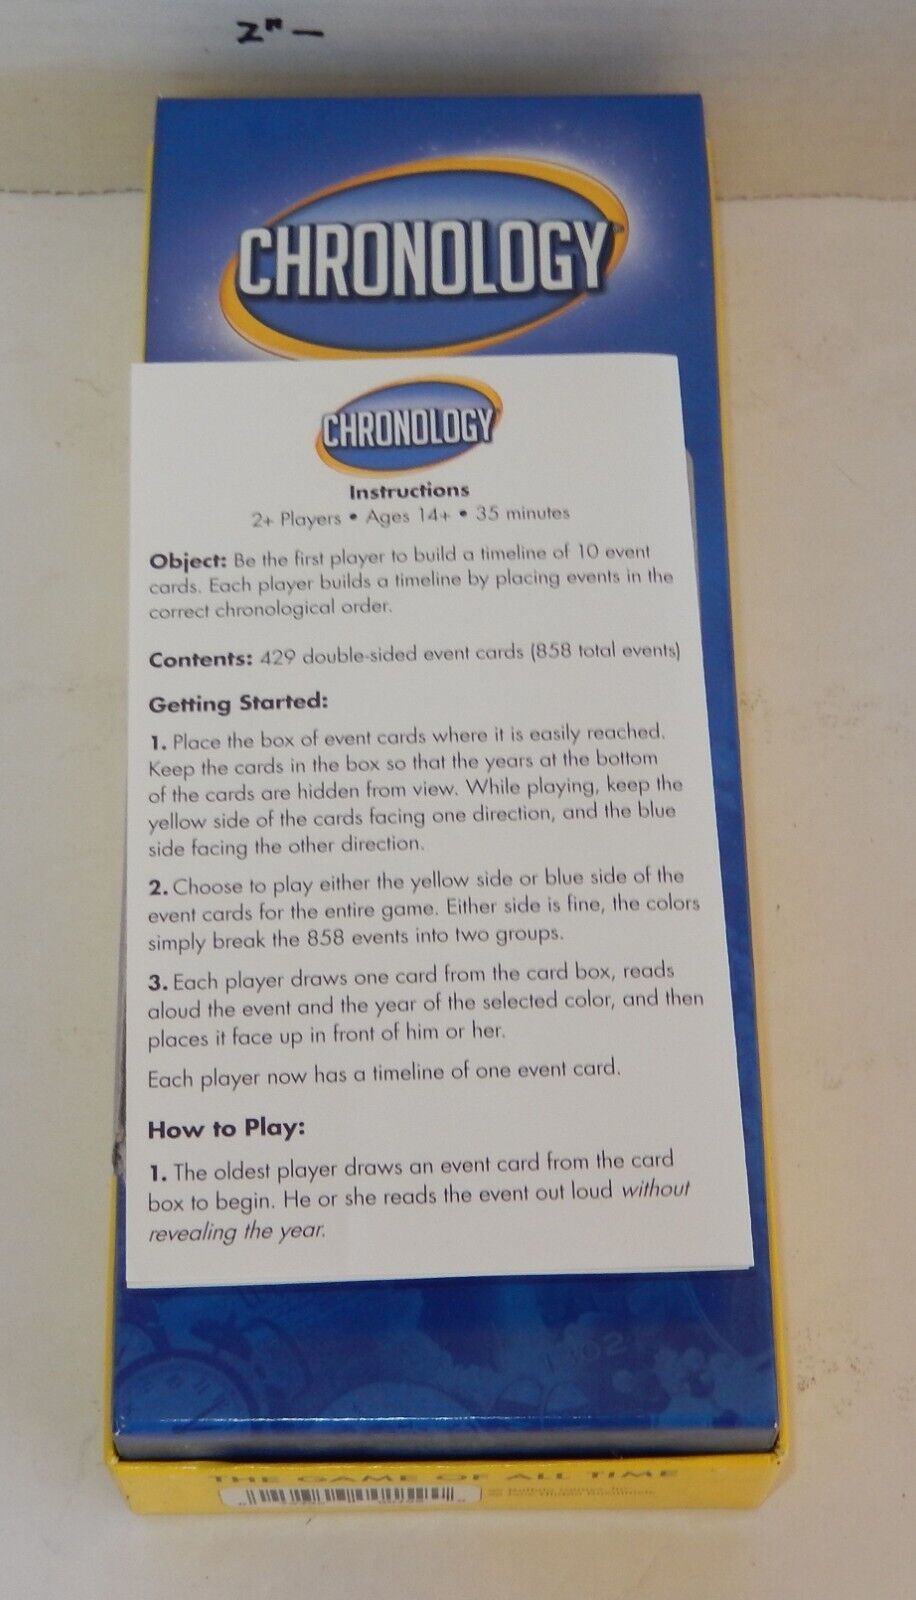 2" —
CHRONOLOGY®
CHRONOLOGY
Instructions
2+ Players • Ages 14+ • 35 minutes
Object: Be the first player to build a timeline of 10 event
cards. Each player builds a timeline by placing events in the
correct chronological order.
Contents: 429 double-sided event cards (858 total events)
Getting Started:
1. Place the box of event cards where it is easily reached.
Keep the cards in the box so that the years at the bottom
of the cards are hidden from view. While playing, keep the
yellow side of the cards facing one direction, and the blue
side facing the other direction.
2. Choose to play either the yellow side or blue side of the
event cards for the entire game. Either side is fine, the colors
simply break the 858 events into two groups.
3. Each player draws one card from the card box, reads
aloud the event and the year of the selected color, and then
places it face up in front of him or her.
Each player now has a timeline of one event card.
How to Play:
1. The oldest player draws an event card from the card
box to begin. He or she reads the event out loud without
revealing the year.
THE GAME OF ALL TIME